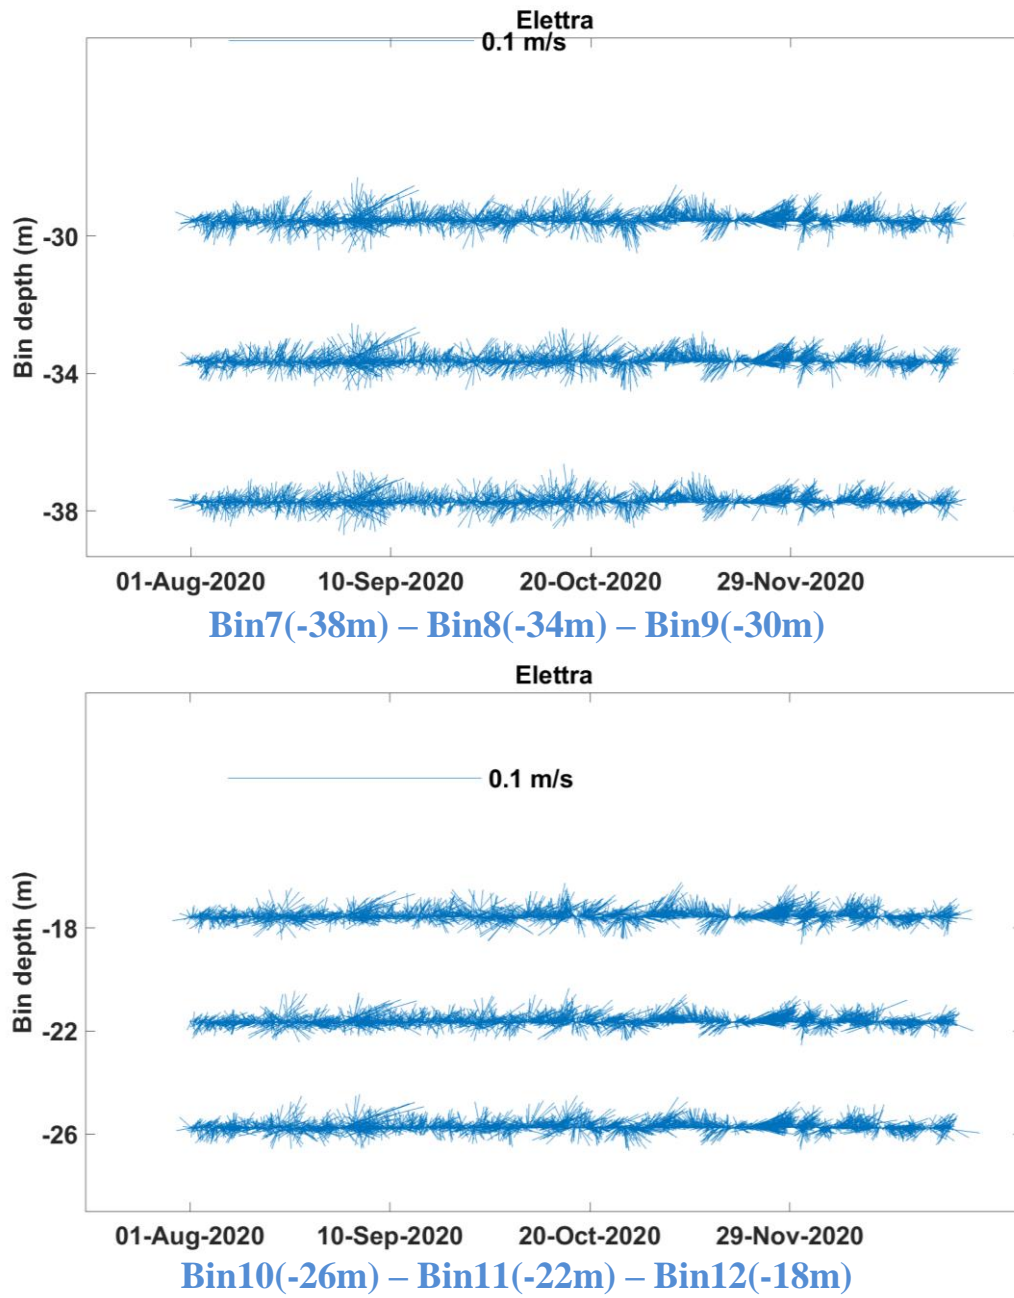 Elettra
0.1 m/s
Bin depth (m)
-30
-34
-38
01-Aug-2020 10-Sep-2020 20-Oct-2020 29-Nov-2020
Bin7(-38m) – Bin8(-34m) – Bin9(-30m)
Elettra
0.1 m/s
Bin depth (m)
-18
-22
-26
01-Aug-2020 10-Sep-2020 20-Oct-2020 29-Nov-2020
Bin10(-26m) – Bin11(-22m) – Bin12(-18m)